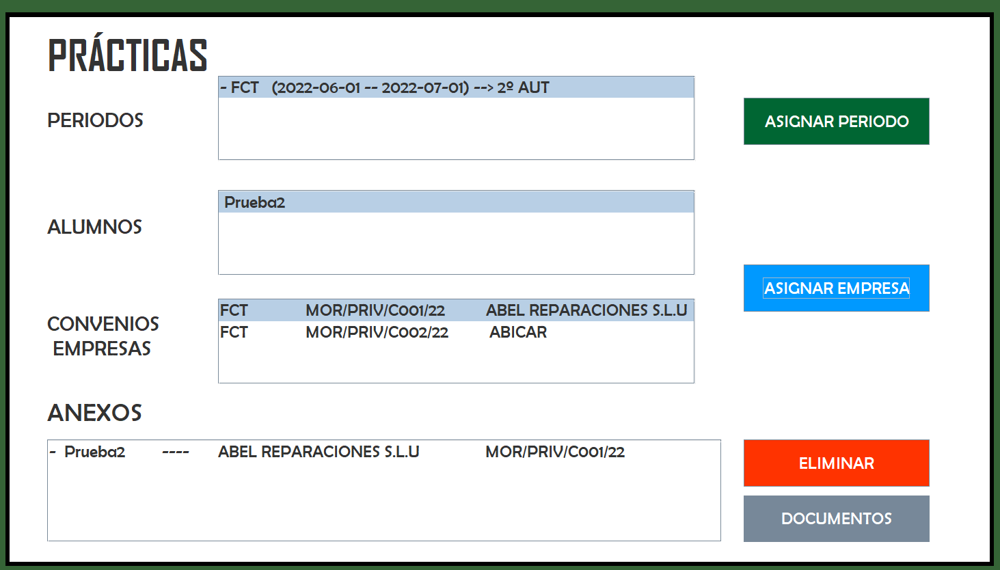 PRÁCTICAS
- FCT (2022-06-01 -- 2022-07-01) --> 2º AUT
PERIODOS
ASIGNAR PERIODO
Prueba2
ALUMNOS
ASIGNAR EMPRESA
FCT MOR/PRIV/C001/22 ABEL REPARACIONES S.L.U
FCT MOR/PRIV/C002/22 ABICAR
CONVENIOS
EMPRESAS
ANEXOS
- Prueba2 ---- ABEL REPARACIONES S.L.U MOR/PRIV/C001/22
ELIMINAR
DOCUMENTOS